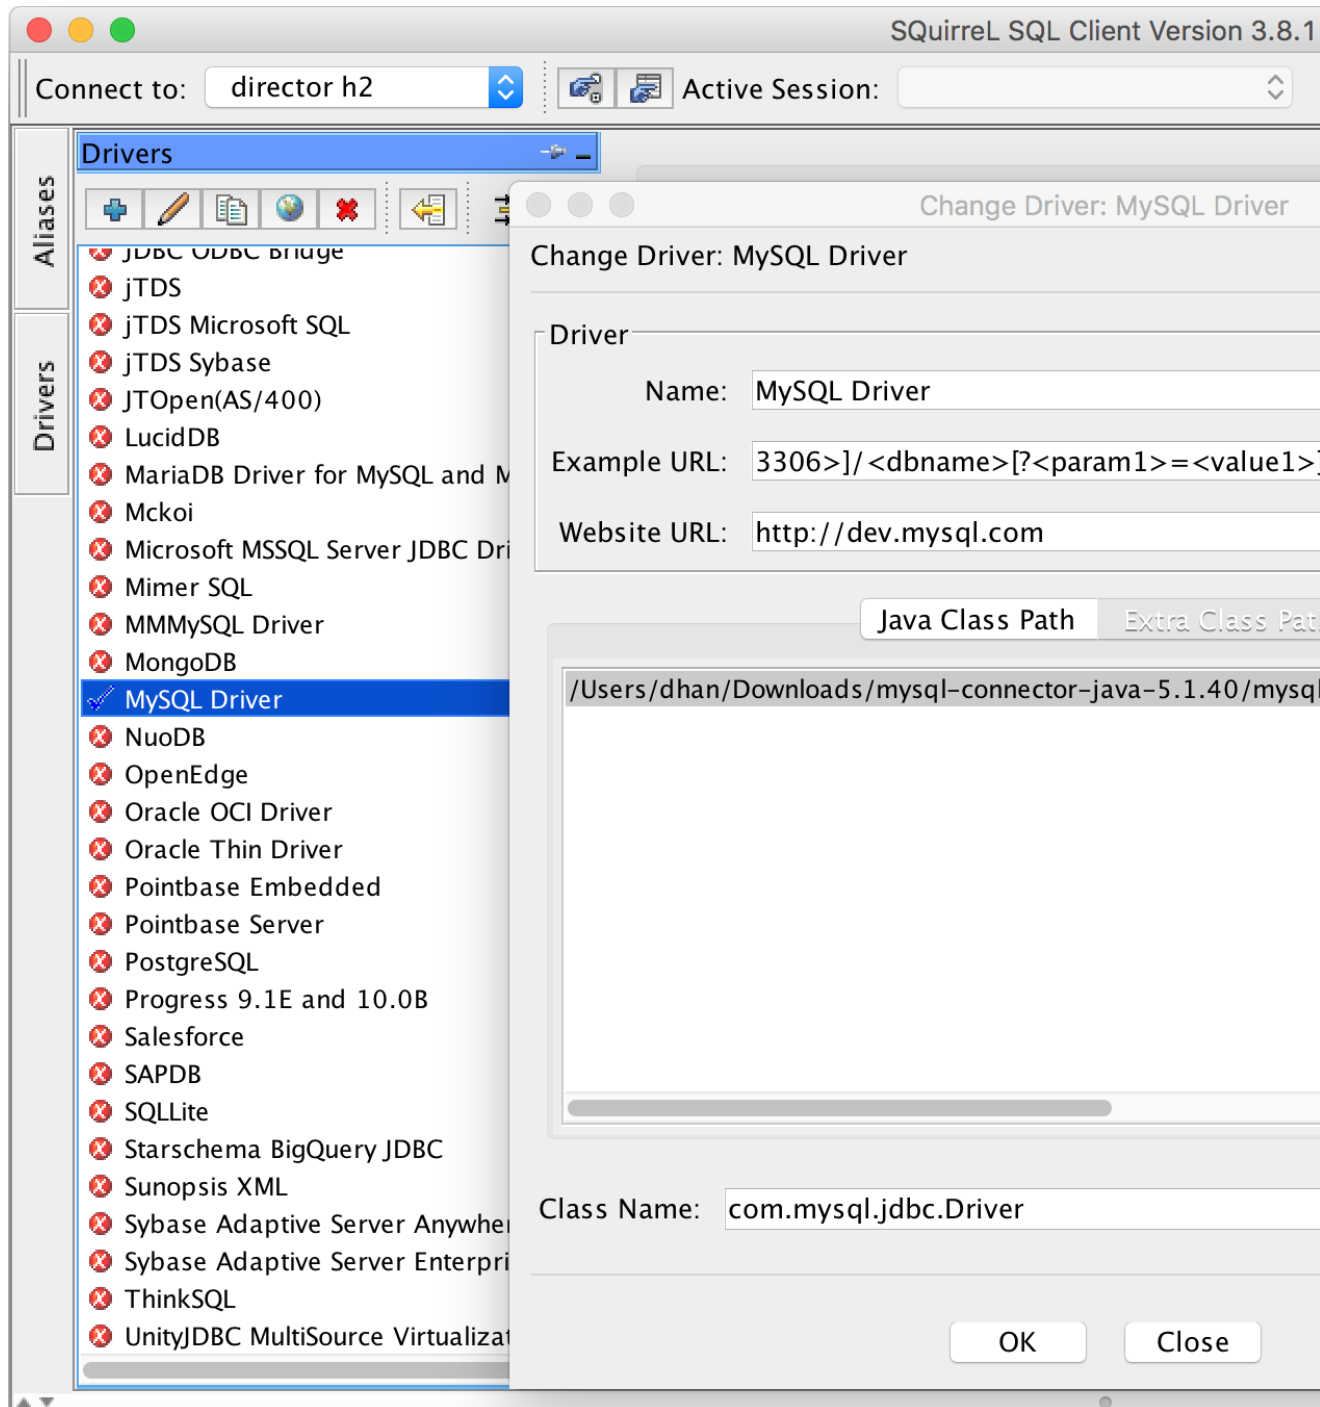 SQuirreL SQL Client Version 3.8.1
Connect to: director h2 Active Session:
Aliases
Drivers
Drivers
JDBC ODBC Bridge
jTDS
jTDS Microsoft SQL
jTDS Sybase
JTOpen(AS/400)
LucidDB
MariaDB Driver for MySQL and M
Mckoi
Microsoft MSSQL Server JDBC Dri
Mimer SQL
MMMySQL Driver
MongoDB
MySQL Driver
NuoDB
OpenEdge
Oracle OCI Driver
Oracle Thin Driver
Pointbase Embedded
Pointbase Server
PostgreSQL
Progress 9.1E and 10.0B
Salesforce
SAPDB
SQLLite
Starschema BigQuery JDBC
Sunopsis XML
Sybase Adaptive Server Anywher
Sybase Adaptive Server Enterpri
ThinkSQL
UnityJDBC MultiSource Virtualizat
Change Driver: MySQL Driver
Change Driver: MySQL Driver
Driver
Name: MySQL Driver
Example URL: 3306>]/<dbname>[?<param1>=<value1>]
Website URL: http://dev.mysql.com
Java Class Path Extra Class Pat
/Users/dhan/Downloads/mysql-connector-java-5.1.40/mysql
Class Name: com.mysql.jdbc.Driver
OK Close